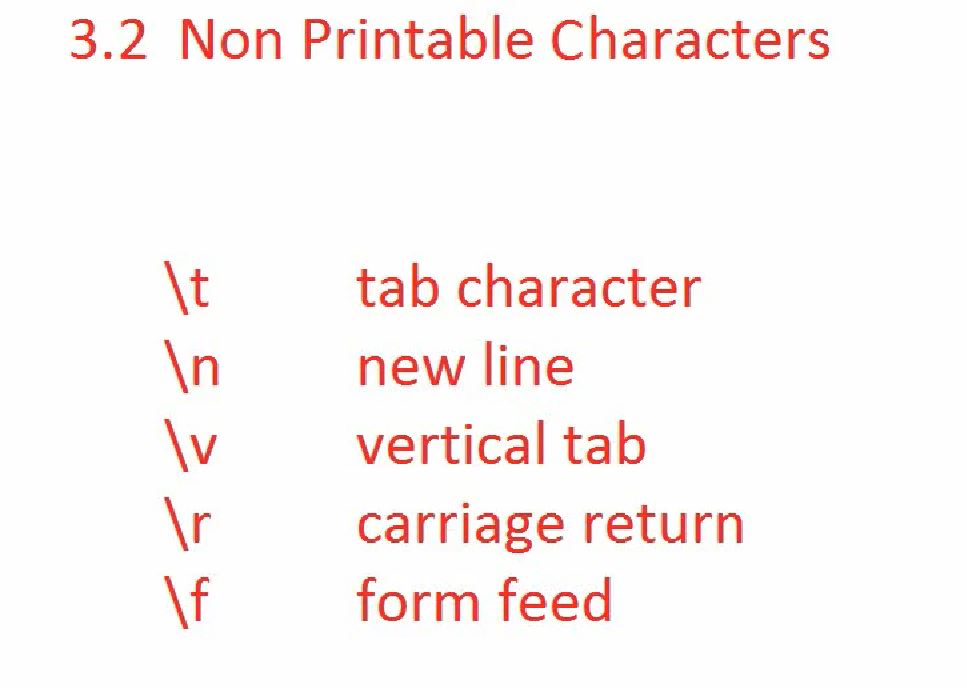 3.2 Non Printable Characters
\t tab character
\n new line
\v vertical tab
\r carriage return
\f form feed